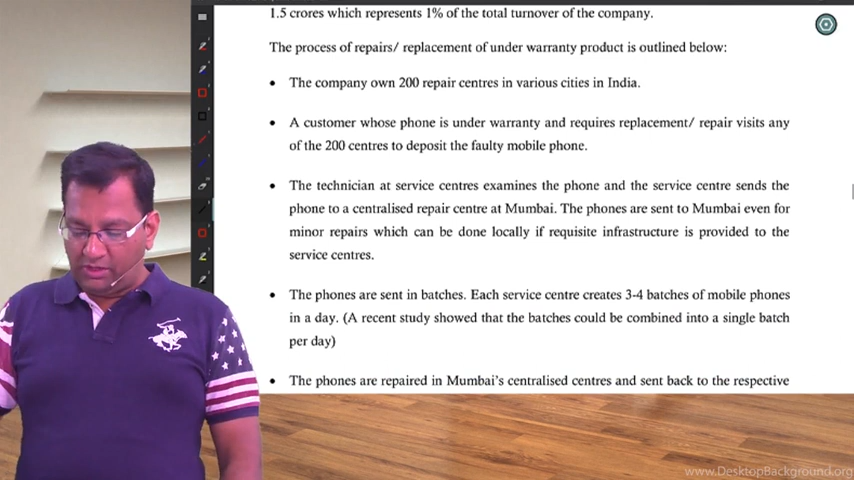 1.5 crores which represents 1% of the total turnover of the company.
The process of repairs/ replacement of under warranty product is outlined below:
• The company own 200 repair centres in various cities in India.
• A customer whose phone is under warranty and requires replacement/ repair visits any
of the 200 centres to deposit the faulty mobile phone.
• The technician at service centres examines the phone and the service centre sends the
phone to a centralised repair centre at Mumbai. The phones are sent to Mumbai even for
minor repairs which can be done locally if requisite infrastructure is provided to the
service centres.
• The phones are sent in batches. Each service centre creates 3-4 batches of mobile phones
in a day. (A recent study showed that the batches could be combined into a single batch
per day)
• The phones are repaired in Mumbai's centralised centres and sent back to the respective
www.DesktopBackground.org